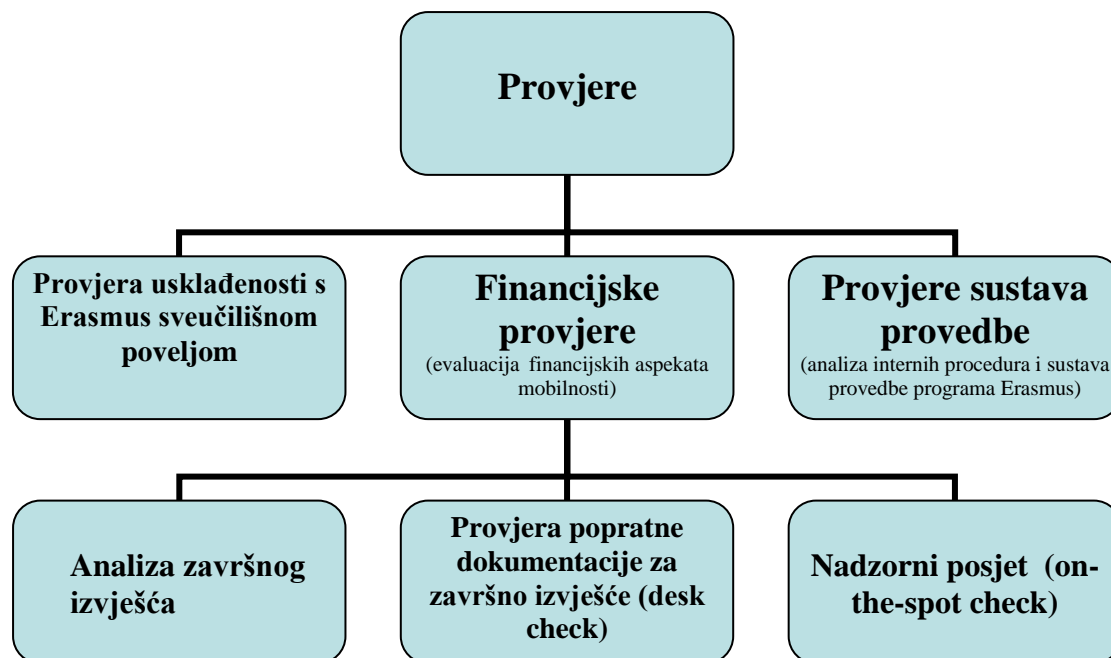 Provjere
Provjera usklađenosti s
Erasmus sveučilišnom
poveljom
Financijske
provjere
(evaluacija financijskih aspekata
mobilnosti)
Provjere sustava
provedbe
(analiza internih procedura i sustava
provedbe programa Erasmus)
Analiza završnog
izvješća
Provjera popratne
dokumentacije za
završno izvješće (desk
check)
Nadzorni posjet (on-
the-spot check)